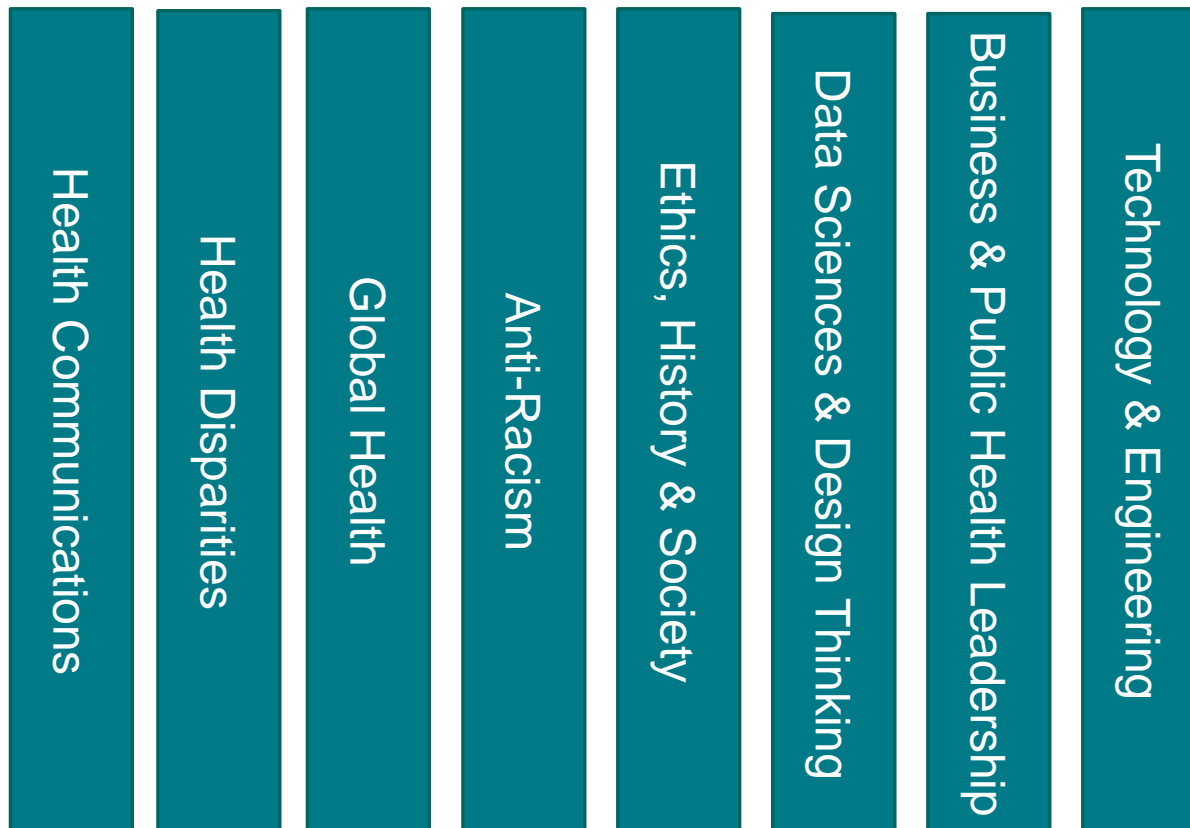 Health Communications
Health Disparities
Global Health
Anti-Racism
Ethics, History & Society
Data Sciences & Design Thinking
Business & Public Health Leadership
Technology & Engineering